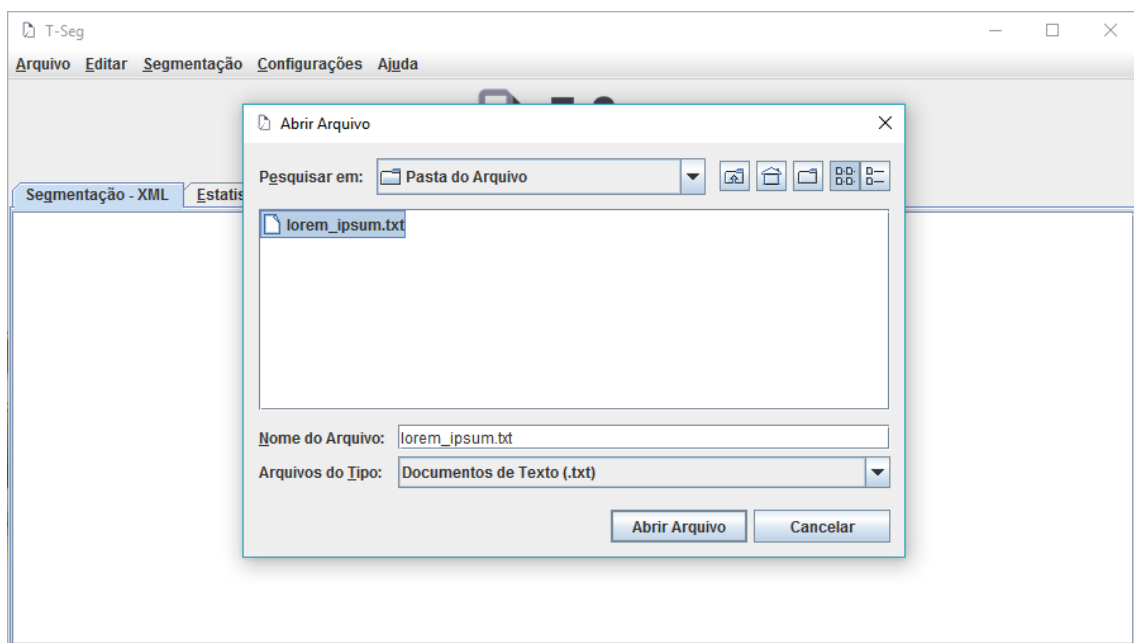 T-Seg
Arquivo Editar Segmentação Configurações Ajuda
Abrir Arquivo
Pesquisar em: Pasta do Arquivo
Segmentação - XML
lorem_ipsum.txt
Nome do Arquivo: lorem_ipsum.txt
Arquivos do Tipo: Documentos de Texto (.txt)
Abrir Arquivo Cancelar